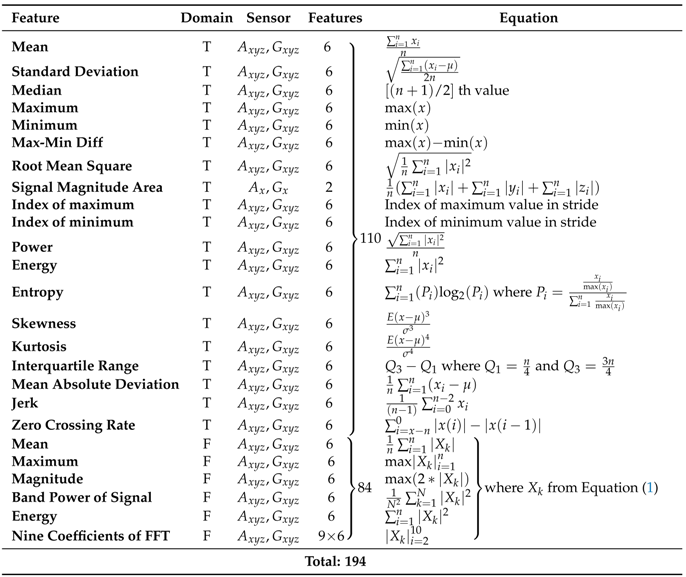 Feature Domain Sensor Features Equation
Mean T A_{xyz}, G_{xyz} 6 \frac{\sum_{i=1}^{n} x_i}{n}
Standard Deviation T A_{xyz}, G_{xyz} 6 \sqrt{\frac{\sum_{i=1}^{n}(x_i-\mu)}{2n}}
Median T A_{xyz}, G_{xyz} 6 [(n+1)/2] th value
Maximum T A_{xyz}, G_{xyz} 6 max(x)
Minimum T A_{xyz}, G_{xyz} 6 min(x)
Max-Min Diff T A_{xyz}, G_{xyz} 6 max(x)−min(x)
Root Mean Square T A_{xyz}, G_{xyz} 6 \sqrt{\frac{1}{n}\sum_{i=1}^{n}|x_i|^2}
Signal Magnitude Area T A_x, G_x 2 \frac{1}{n}(\sum_{i=1}^{n}|x_i|+\sum_{i=1}^{n}|y_i|+\sum_{i=1}^{n}|z_i|)
Index of maximum T A_{xyz}, G_{xyz} 6 Index of maximum value in stride
Index of minimum T A_{xyz}, G_{xyz} 6 Index of minimum value in stride
110
Power T A_{xyz}, G_{xyz} 6 \frac{\sqrt{\sum_{i=1}^{n}|x_i|^2}}{n}
Energy T A_{xyz}, G_{xyz} 6 \sum_{i=1}^{n}|x_i|^2
Entropy T A_{xyz}, G_{xyz} 6 \sum_{i=1}^{n}(P_i)log_2(P_i) where P_i = \frac{\frac{x_i}{max(x_i)}}{\sum_{i=1}^{n}\frac{x_i}{max(x_i)}}
Skewness T A_{xyz}, G_{xyz} 6 \frac{E(x-\mu)^3}{\sigma^3}
Kurtosis T A_{xyz}, G_{xyz} 6 \frac{E(x-\mu)^4}{\sigma^4}
Interquartile Range T A_{xyz}, G_{xyz} 6 Q_3 − Q_1 where Q_1 = \frac{n}{4} and Q_3 = \frac{3n}{4}
Mean Absolute Deviation T A_{xyz}, G_{xyz} 6 \frac{1}{n}\sum_{i=1}^{n}(x_i-\mu)
Jerk T A_{xyz}, G_{xyz} 6 \frac{1}{(n-1)}\sum_{i=0}^{n-2} x_i
Zero Crossing Rate T A_{xyz}, G_{xyz} 6 \sum_{i=x-n}^{0}|x(i)|−|x(i−1)|
Mean F A_{xyz}, G_{xyz} 6 \frac{1}{n}\sum_{i=1}^{n}|X_k|
Maximum F A_{xyz}, G_{xyz} 6 max|X_k|_{i=1}^{n}
Magnitude F A_{xyz}, G_{xyz} 6 84 max(2 * |X_k|) where X_k from Equation (1)
Band Power of Signal F A_{xyz}, G_{xyz} 6 \frac{1}{N^2}\sum_{k=1}^{N}|X_k|^2
Energy F A_{xyz}, G_{xyz} 6 \sum_{i=1}^{n}|X_k|^2
Nine Coefficients of FFT F A_{xyz}, G_{xyz} 9×6 |X_k|_{i=2}^{10}
Total: 194